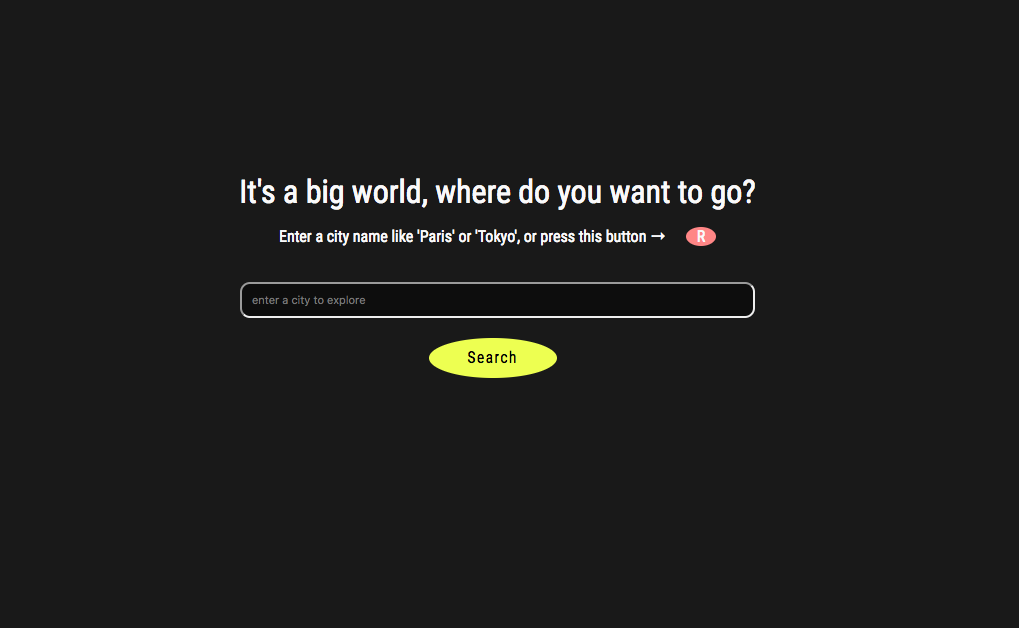 It's a big world, where do you want to go?
Enter a city name like 'Paris' or 'Tokyo', or press this button → R
enter a city to explore
Search